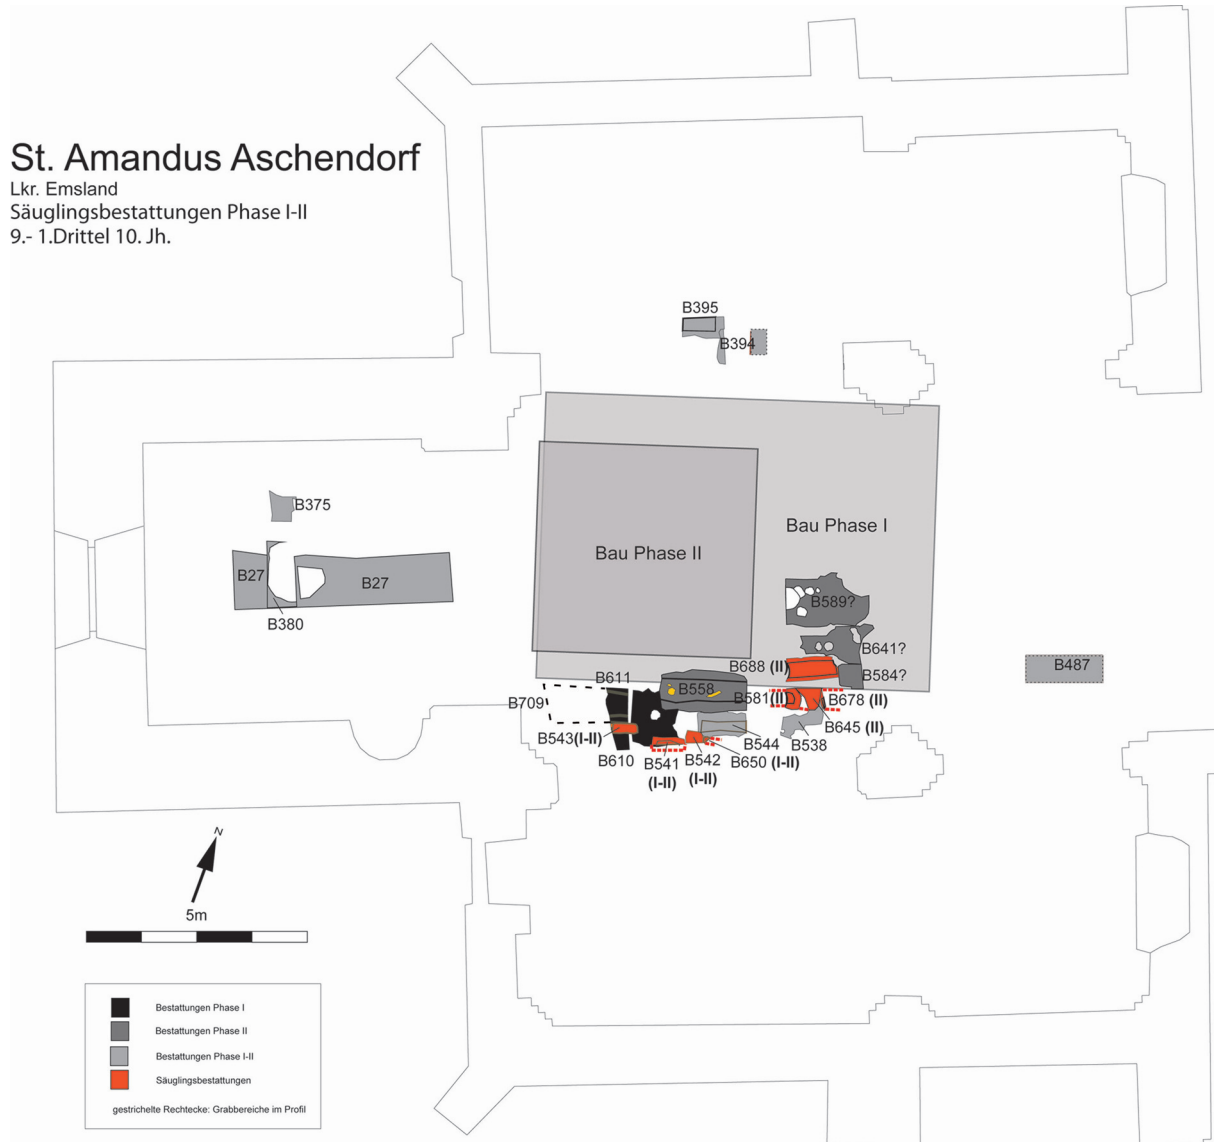 St. Amandus Aschendorf
Lkr. Emsland
Säuglingsbestattungen Phase I-II
9.- 1.Drittel 10. Jh.
B395
B394
B375
B27
B27
B380
Bau Phase I
Bau Phase II
B589?
B641?
B688 (II)
B584?
B487
B611
B558
B709
B581(II)
B678 (II)
B645 (II)
B543(I-II)
B544
B538
B610
B541
(I-II)
B542
(I-II)
B650 (I-II)
N
5m
Bestattungen Phase I
Bestattungen Phase II
Bestattungen Phase I-II
Säuglingsbestattungen
gestrichelte Rechtecke: Grabbereiche im Profil